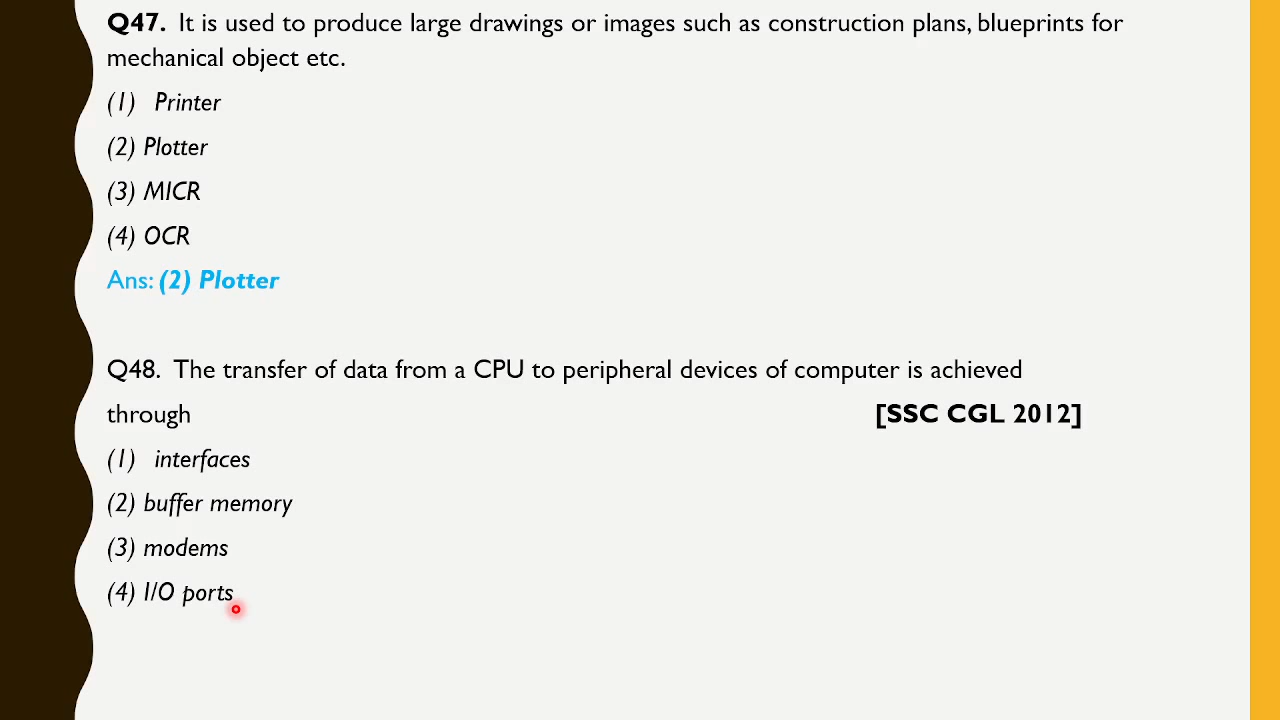 Q47. It is used to produce large drawings or images such as construction plans, blueprints for
mechanical object etc.
(1) Printer
(2) Plotter
(3) MICR
(4) OCR
Ans: (2) Plotter
Q48. The transfer of data from a CPU to peripheral devices of computer is achieved
through [SSC CGL 2012]
(1) interfaces
(2) buffer memory
(3) modems
(4) I/O ports